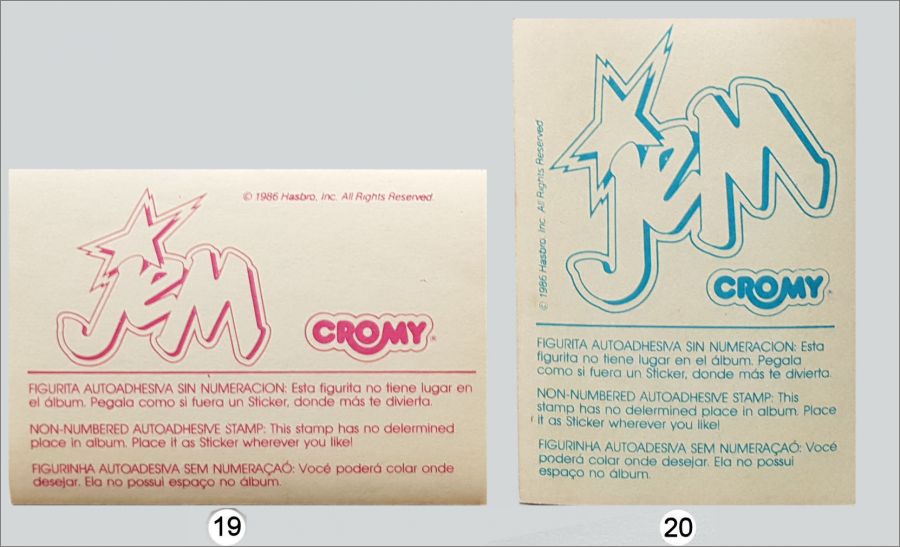 © 1986 Hasbro, Inc. All Rights Reserved.
Jem
CROMY
FIGURITA AUTOADHESIVA SIN NUMERACION: Esta figurita no tiene lugar en
el álbum. Pegala como si fuera un Sticker, donde más te divierta.
NON-NUMBERED AUTOADHESIVE STAMP: This stamp has no delermined
place in album. Place it as Sticker wherever you like!
FIGURINHA AUTOADESIVA SEM NUMERAÇAÓ: Você poderá colar onde
desejar. Ela no possui espaço no álbum.
19
© 1986 Hasbro, Inc. All Rights Reserved
Jem
CROMY
FIGURITA AUTOADHESIVA SIN NUMERACION: Esta
figurita no tiene lugar en el álbum. Pegala
como si fuera un Sticker, donde más te divierta.
NON-NUMBERED AUTOADHESIVE STAMP: This
stamp has no delermined place in album. Place
it as Sticker wherever you like!
FIGURINHA AUTOADESIVA SEM NUMERAÇAÓ: Você
poderá colar onde desejar. Ela no possui
espaço no álbum.
20